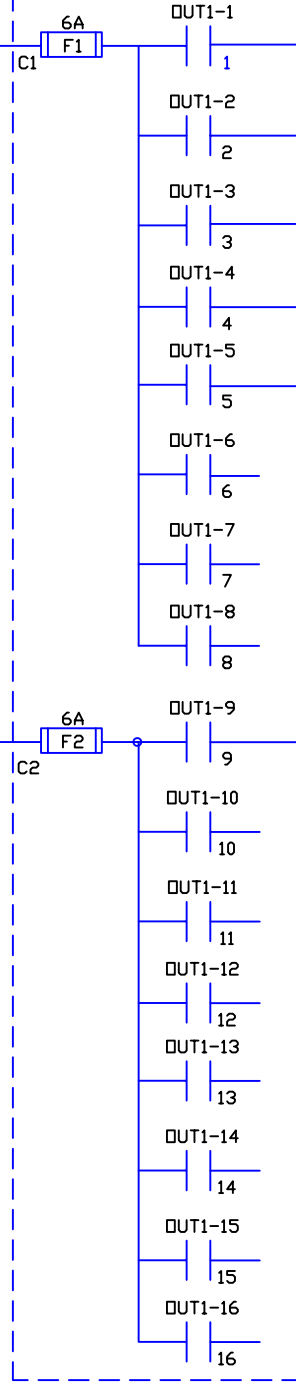 OUT1-1
6A
F1
C1
1
OUT1-2
2
OUT1-3
3
OUT1-4
4
OUT1-5
5
OUT1-6
6
OUT1-7
7
OUT1-8
8
OUT1-9
6A
F2
C2
9
OUT1-10
10
OUT1-11
11
OUT1-12
12
OUT1-13
13
OUT1-14
14
OUT1-15
15
OUT1-16
16